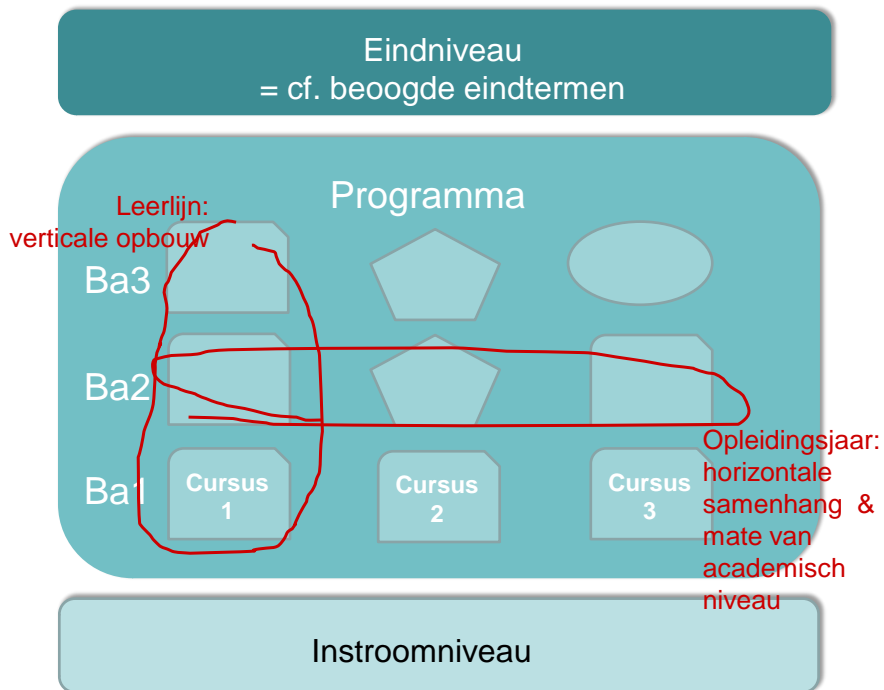 Eindniveau
= cf. beoogde eindtermen
Programma
Leerlijn:
verticale opbouw
Ba3
Ba2
Ba1
Cursus
1
Cursus
2
Cursus
3
Opleidingsjaar:
horizontale
samenhang &
mate van
academisch
niveau
Instroomniveau